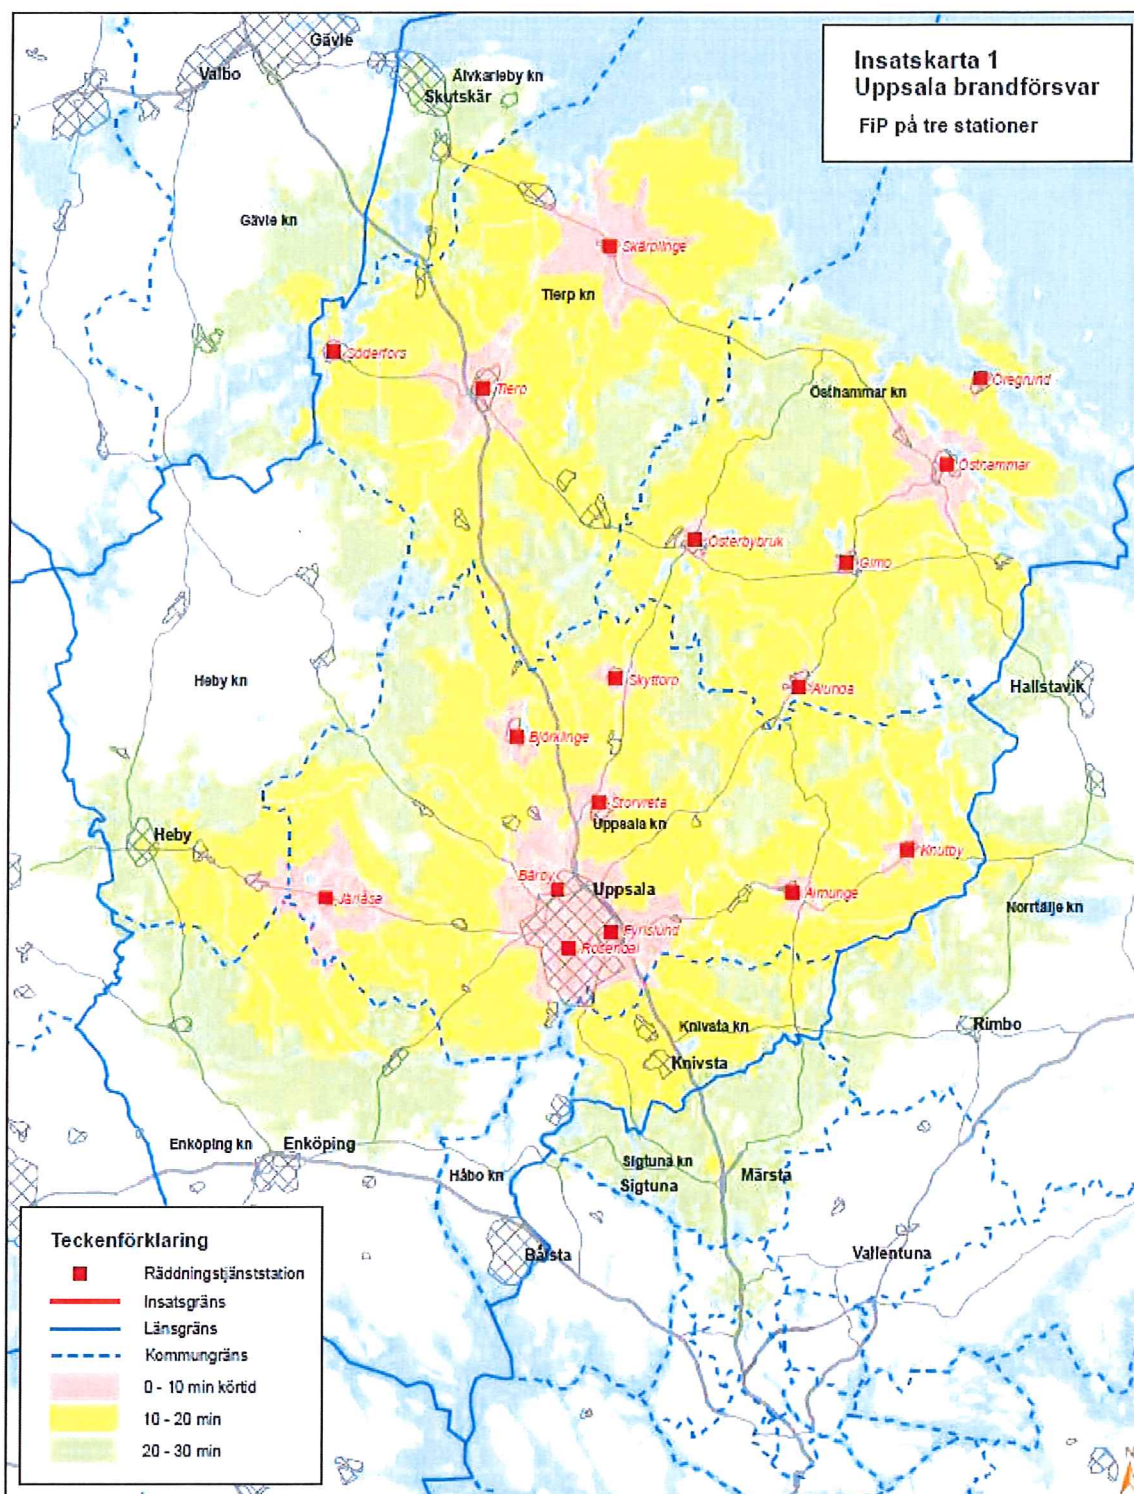 Insatskarta 1
Uppsala brandförsvar
FiP på tre stationer
Gävle
Valbo
Älvkarleby kn
Skutskär
Gävle kn
Skärplinge
Tierp kn
Söderfors
Tierp
Öregrund
Östhammar kn
Östhammar
Österbybruk
Gimo
Heby kn
Skyttorp
Alunda
Hallstavik
Björklinge
Storvreta
Uppsala kn
Heby
Knutby
Bärby
Uppsala
Järlåsa
Almunge
Norrtälje kn
Fyrislund
Rosendal
Knivsta kn
Rimbo
Knivsta
Enköping kn
Enköping
Håbo kn
Sigtuna kn
Sigtuna
Märsta
Bålsta
Vallentuna
Teckenförklaring
Räddningstjänststation
Insatsgräns
Länsgräns
Kommungräns
0 - 10 min körtid
10 - 20 min
20 - 30 min
N